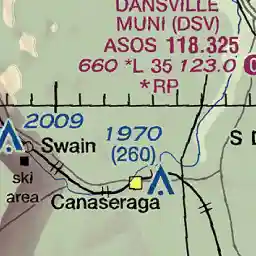 DANSVILLE
MUNI (DSV)
ASOS 118.325
660 *L 35 123.0 C
*RP
2009
1970
(260)
Swain
S D
ski
area
Canaseraga